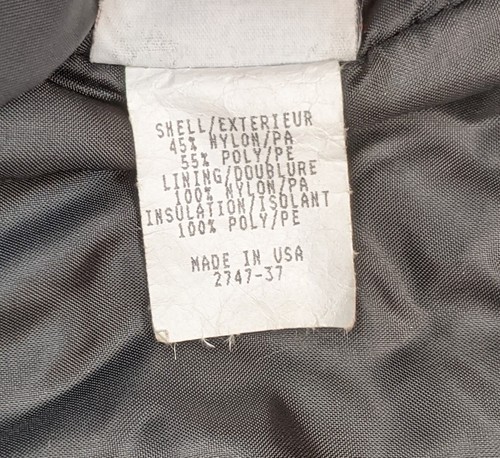 SHELL/EXTERIEUR
45% NYLON/PA
55% POLY/PE
LINING/DOUBLURE
100% NYLON/PA
INSULATION/ISOLANT
100% POLY/PE
MADE IN USA
2747-37